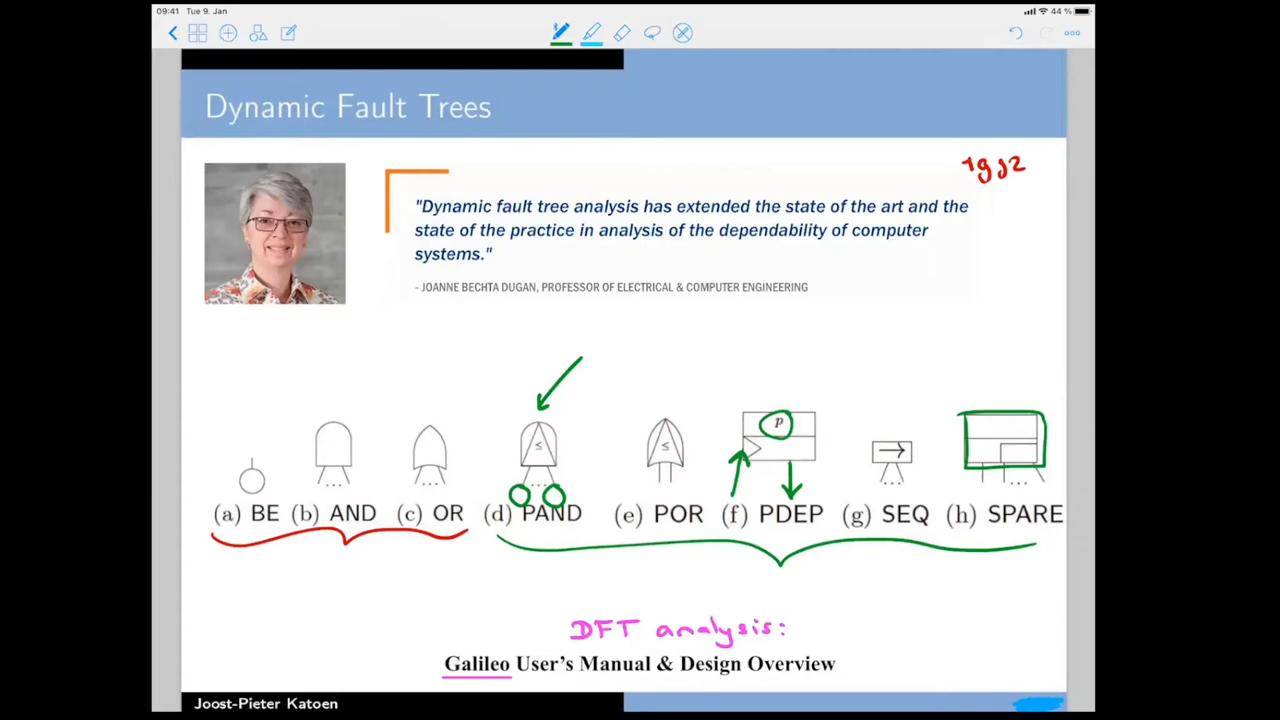 09:41 Tue 9. Jan 44 %
Dynamic Fault Trees
1992
"Dynamic fault tree analysis has extended the state of the art and the
state of the practice in analysis of the dependability of computer
systems."
- JOANNE BECHTA DUGAN, PROFESSOR OF ELECTRICAL & COMPUTER ENGINEERING
p
≤ ≤ →
... ... ... ... ...
(a) BE (b) AND (c) OR (d) PAND (e) POR (f) PDEP (g) SEQ (h) SPARE
DFT analysis:
Galileo User's Manual & Design Overview
Joost-Pieter Katoen